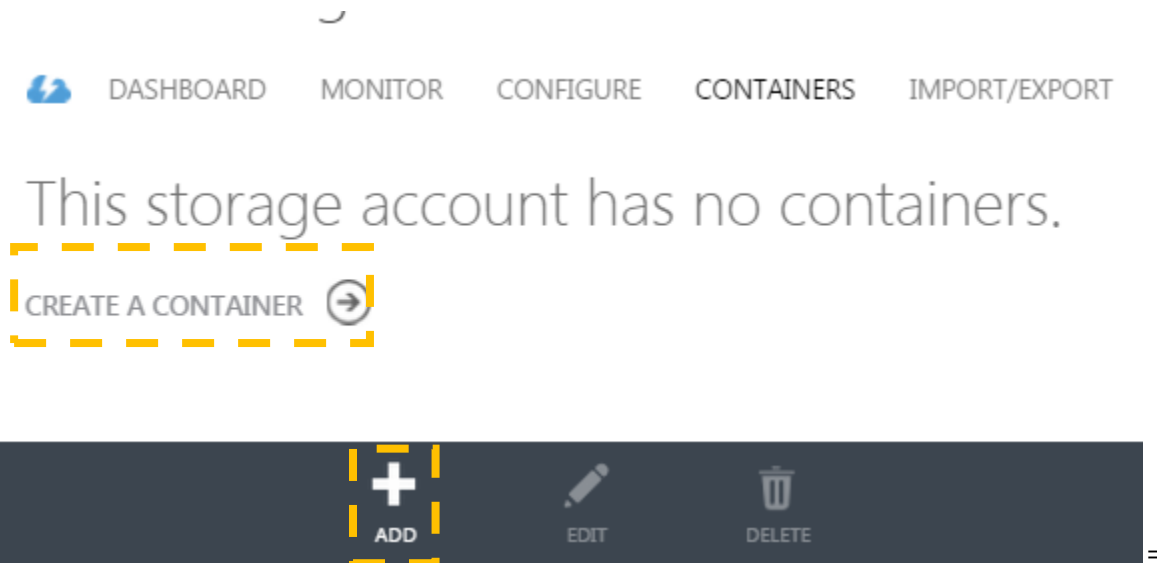 DASHBOARD MONITOR CONFIGURE CONTAINERS IMPORT/EXPORT
This storage account has no containers.
CREATE A CONTAINER
ADD EDIT DELETE